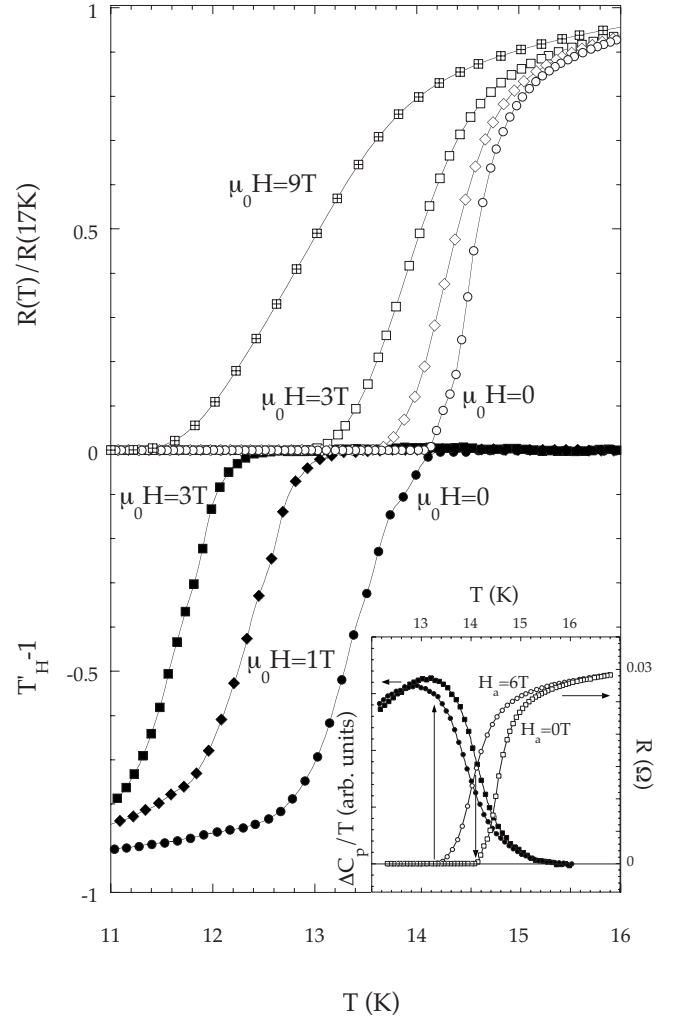 1
R(T)/R(17K)
μ0H=9T
0.5
μ0H=3T
μ0H=0
0
μ0H=3T
μ0H=0
T'H-1
μ0H=1T
-0.5
-1
T (K)
13 14 15 16
Ha=6T
Ha=0T
0.03
0
ΔCp/T (arb. units)
R (Ω)
11 12 13 14 15 16
T (K)